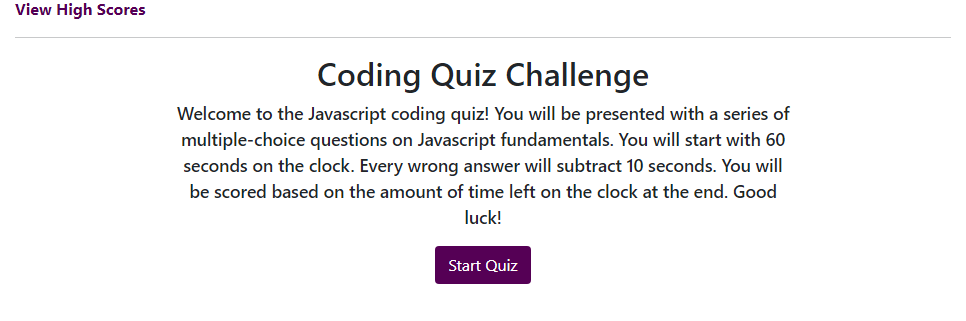 View High Scores
Coding Quiz Challenge
Welcome to the Javascript coding quiz! You will be presented with a series of
multiple-choice questions on Javascript fundamentals. You will start with 60
seconds on the clock. Every wrong answer will subtract 10 seconds. You will
be scored based on the amount of time left on the clock at the end. Good
luck!
Start Quiz